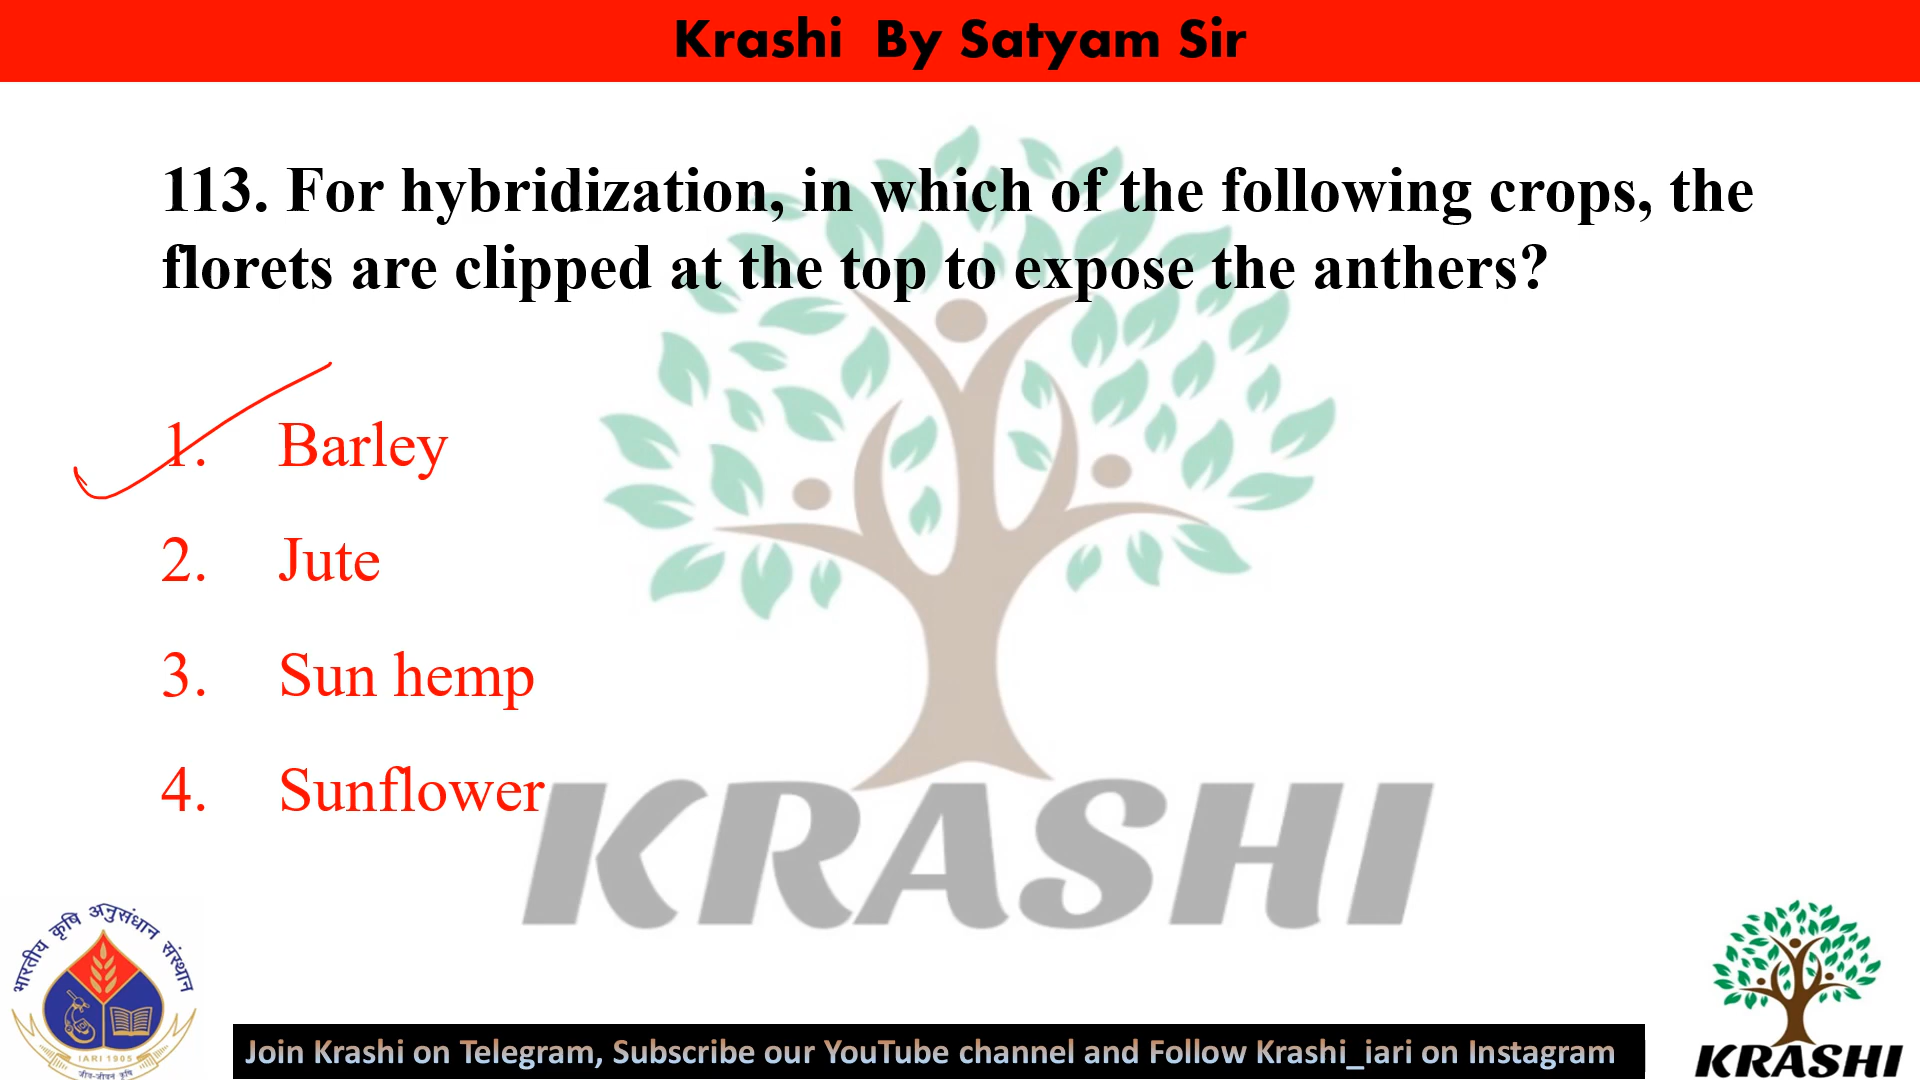 Krashi By Satyam Sir
113. For hybridization, in which of the following crops, the
florets are clipped at the top to expose the anthers?
1. Barley
2. Jute
3. Sun hemp
4. Sunflower
KRASHI
भारतीय कृषि अनुसंधान संस्थान
IARI 1905
Join Krashi on Telegram, Subscribe our YouTube channel and Follow Krashi_iari on Instagram
KRASHI